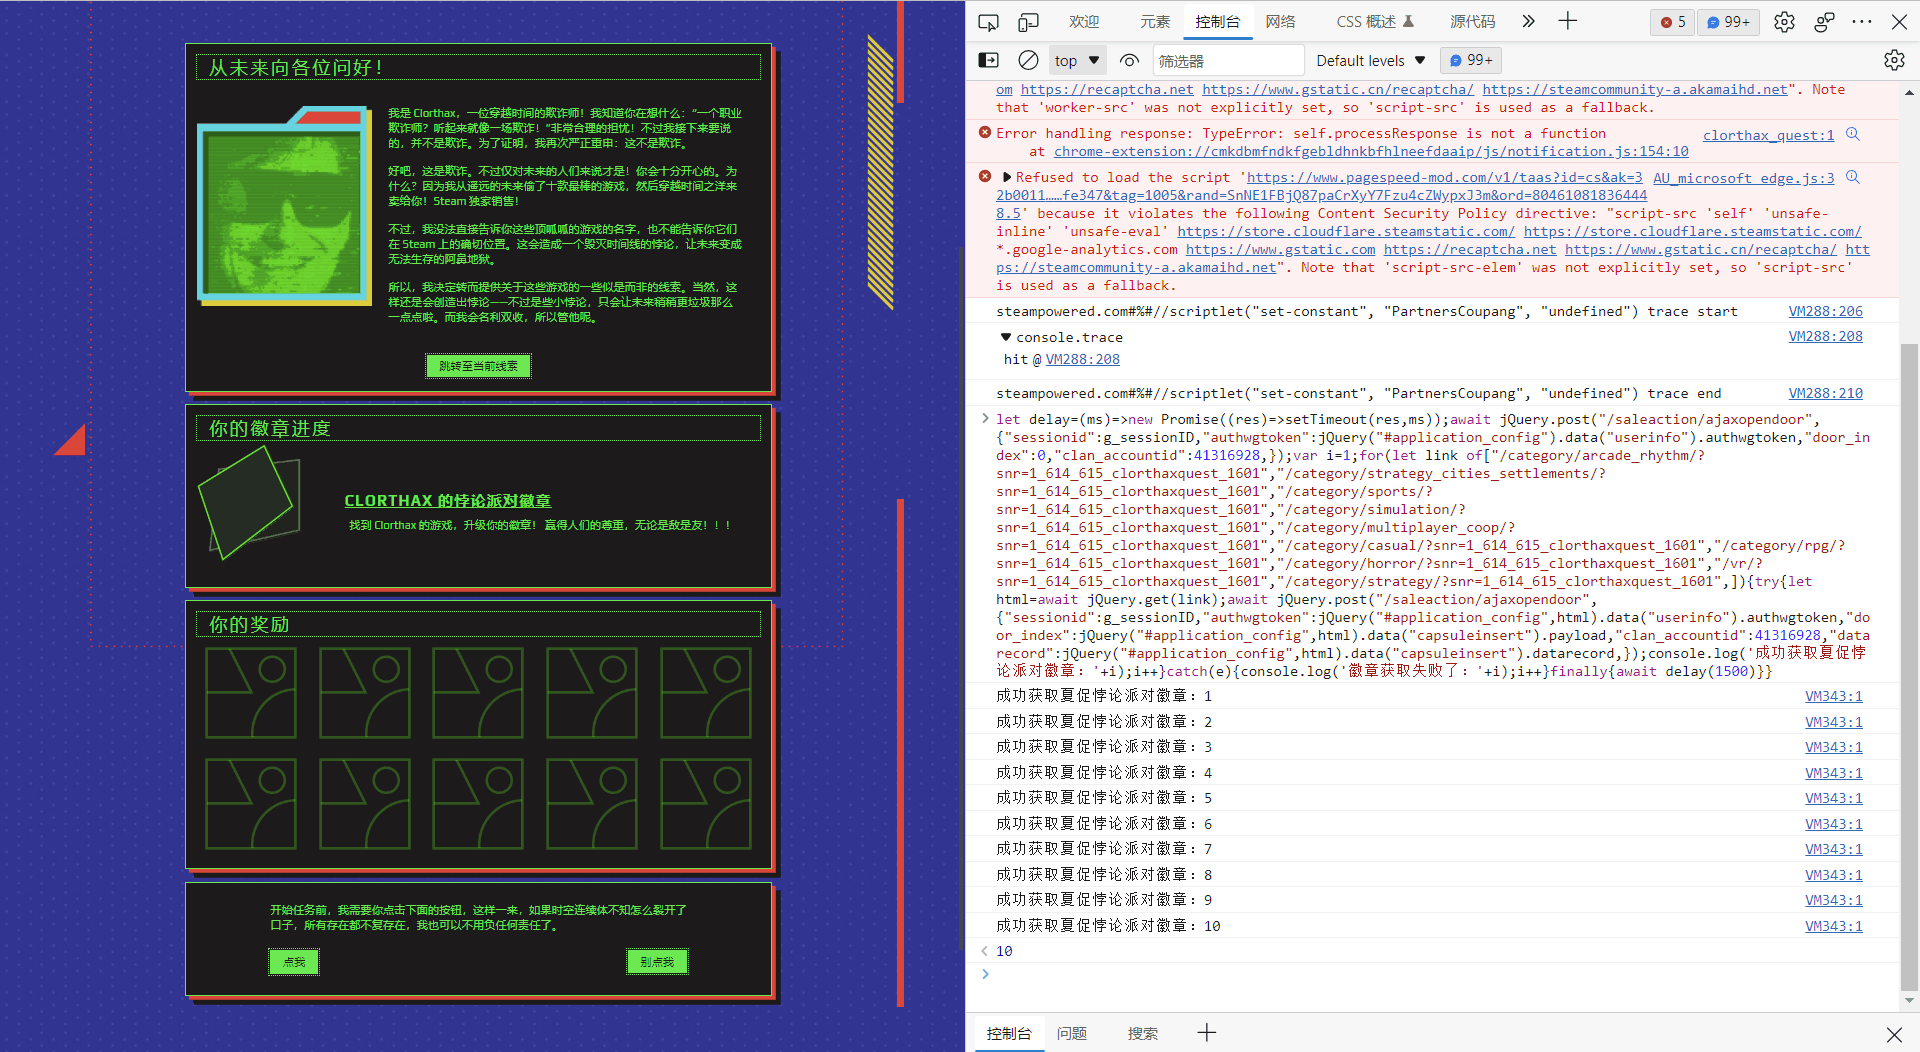 从未来向各位问好！
我是 Clorthax，一位穿越时间的欺诈师！我知道你在想什么：“一个职业
欺诈师？听起来就像一场欺诈！”非常合理的担忧！不过我接下来要说
的，并不是欺诈。为了证明，我再次严正重申：这不是欺诈。
好吧，这是欺诈。不过仅对未来的人们来说才是！你会十分开心的。为
什么？因为我从遥远的未来偷了十款最棒的游戏，然后穿越时间之洋来
卖给你！Steam 独家销售！
不过，我没法直接告诉你这些顶呱呱的游戏的名字，也不能告诉你它们
在 Steam 上的确切位置。这会造成一个毁灭时间线的悖论，让未来变成
无法生存的阿鼻地狱。
所以，我决定转而提供关于这些游戏的一些似是而非的线索。当然，这
样还是会创造出悖论——不过是些小悖论，只会让未来稍稍更垃圾那么
一点点啦。而我会名利双收，所以管他呢。
跳转至当前线索
你的徽章进度
CLORTHAX 的悖论派对徽章
找到 Clorthax 的游戏，升级你的徽章！ 赢得人们的尊重，无论是敌是友！！！
你的奖励
开始任务前，我需要你点击下面的按钮，这样一来，如果时空连续体不知怎么裂开了
口子，所有存在都不复存在，我也可以不用负任何责任了。
点我 别点我
欢迎 元素 控制台 网络 CSS 概述 源代码 5 99+
top 筛选器 Default levels 99+
om https://recaptcha.net https://www.gstatic.cn/recaptcha/ https://steamcommunity-a.akamaihd.net". Note
that 'worker-src' was not explicitly set, so 'script-src' is used as a fallback.
Error handling response: TypeError: self.processResponse is not a function clorthax_quest:1
at chrome-extension://cmkdbmfndkfgebldhnkbfhlneefdaaip/js/notification.js:154:10
Refused to load the script 'https://www.pagespeed-mod.com/v1/taas?id=cs&ak=3 AU_microsoft_edge.js:3
2b0011……fe347&tag=1005&rand=SnNE1FBjQ87paCrXyY7Fzu4cZWypxJ3m&ord=80461081836444
8.5' because it violates the following Content Security Policy directive: "script-src 'self' 'unsafe-
inline' 'unsafe-eval' https://store.cloudflare.steamstatic.com/ https://store.cloudflare.steamstatic.com/
*.google-analytics.com https://www.gstatic.com https://recaptcha.net https://www.gstatic.cn/recaptcha/ htt
ps://steamcommunity-a.akamaihd.net". Note that 'script-src-elem' was not explicitly set, so 'script-src'
is used as a fallback.
steampowered.com#%#//scriptlet("set-constant", "PartnersCoupang", "undefined") trace start VM288:206
console.trace VM288:208
hit @ VM288:208
steampowered.com#%#//scriptlet("set-constant", "PartnersCoupang", "undefined") trace end VM288:210
let delay=(ms)=>new Promise((res)=>setTimeout(res,ms));await jQuery.post("/saleaction/ajaxopendoor",
{"sessionid":g_sessionID,"authwgtoken":jQuery("#application_config").data("userinfo").authwgtoken,"door_in
dex":0,"clan_accountid":41316928,});var i=1;for(let link of["/category/arcade_rhythm/?
snr=1_614_615_clorthaxquest_1601","/category/strategy_cities_settlements/?
snr=1_614_615_clorthaxquest_1601","/category/sports/?
snr=1_614_615_clorthaxquest_1601","/category/simulation/?
snr=1_614_615_clorthaxquest_1601","/category/multiplayer_coop/?
snr=1_614_615_clorthaxquest_1601","/category/casual/?snr=1_614_615_clorthaxquest_1601","/category/rpg/?
snr=1_614_615_clorthaxquest_1601","/category/horror/?snr=1_614_615_clorthaxquest_1601","/vr/?
snr=1_614_615_clorthaxquest_1601","/category/strategy/?snr=1_614_615_clorthaxquest_1601",]){try{let
html=await jQuery.get(link);await jQuery.post("/saleaction/ajaxopendoor",
{"sessionid":g_sessionID,"authwgtoken":jQuery("#application_config",html).data("userinfo").authwgtoken,"do
or_index":jQuery("#application_config",html).data("capsuleinsert").payload,"clan_accountid":41316928,"data
record":jQuery("#application_config",html).data("capsuleinsert").datarecord,});console.log('成功获取夏促悖
论派对徽章：'+i);i++}catch(e){console.log('徽章获取失败了：'+i);i++}finally{await delay(1500)}}
成功获取夏促悖论派对徽章：1 VM343:1
成功获取夏促悖论派对徽章：2 VM343:1
成功获取夏促悖论派对徽章：3 VM343:1
成功获取夏促悖论派对徽章：4 VM343:1
成功获取夏促悖论派对徽章：5 VM343:1
成功获取夏促悖论派对徽章：6 VM343:1
成功获取夏促悖论派对徽章：7 VM343:1
成功获取夏促悖论派对徽章：8 VM343:1
成功获取夏促悖论派对徽章：9 VM343:1
成功获取夏促悖论派对徽章：10 VM343:1
10
控制台 问题 搜索